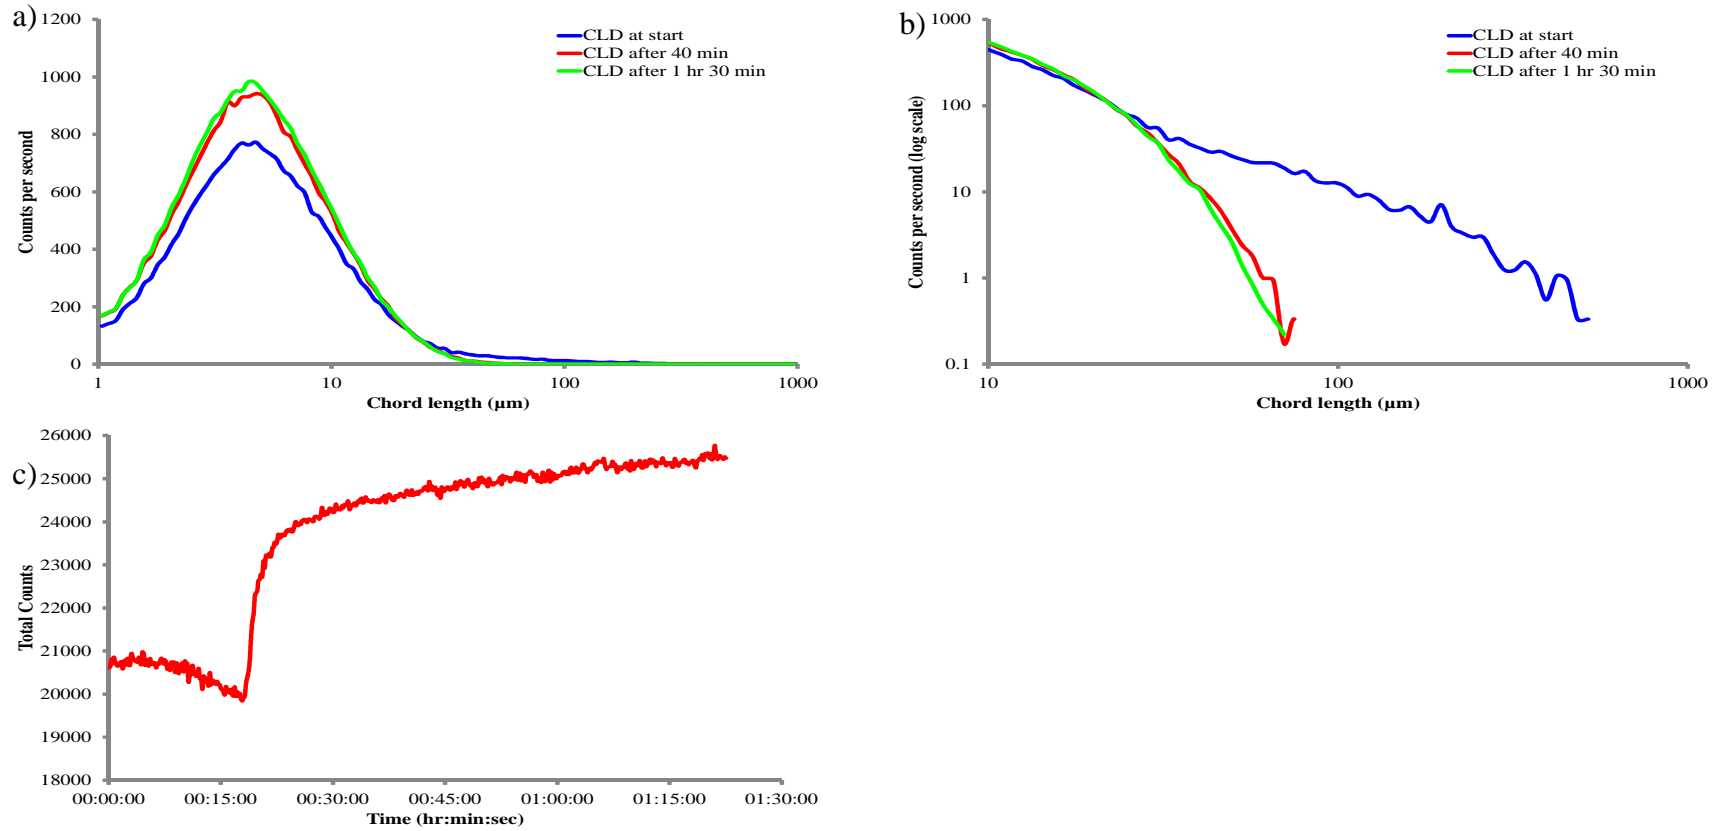 a)
1200
1000
800
600
400
200
0
Counts per second
CLD at start
CLD after 40 min
CLD after 1 hr 30 min
1 10 100 1000
Chord length (µm)
b)
1000
100
10
1
0.1
Counts per second (log scale)
CLD at start
CLD after 40 min
CLD after 1 hr 30 min
10 100 1000
Chord length (µm)
c)
26000
25000
24000
23000
22000
21000
20000
19000
18000
Total Counts
00:00:00 00:15:00 00:30:00 00:45:00 01:00:00 01:15:00 01:30:00
Time (hr:min:sec)